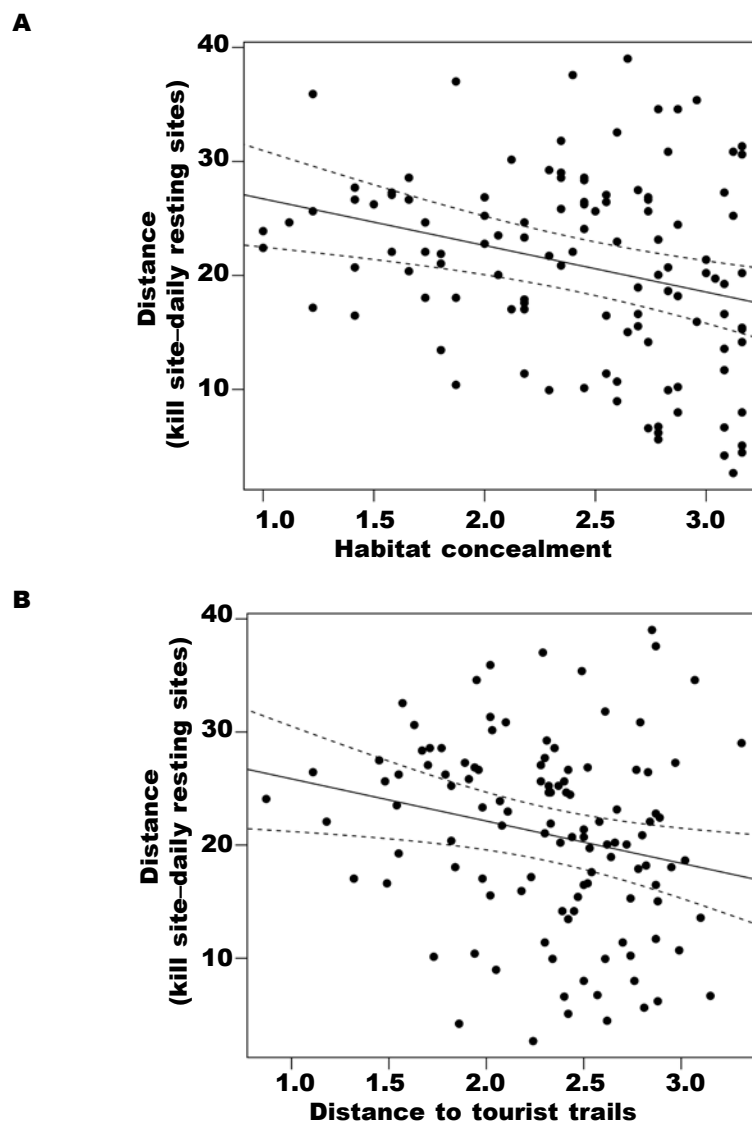 A
40
30
20
10
Distance
(kill site–daily resting sites)
1.0 1.5 2.0 2.5 3.0
Habitat concealment
B
40
30
20
10
Distance
(kill site–daily resting sites)
1.0 1.5 2.0 2.5 3.0
Distance to tourist trails